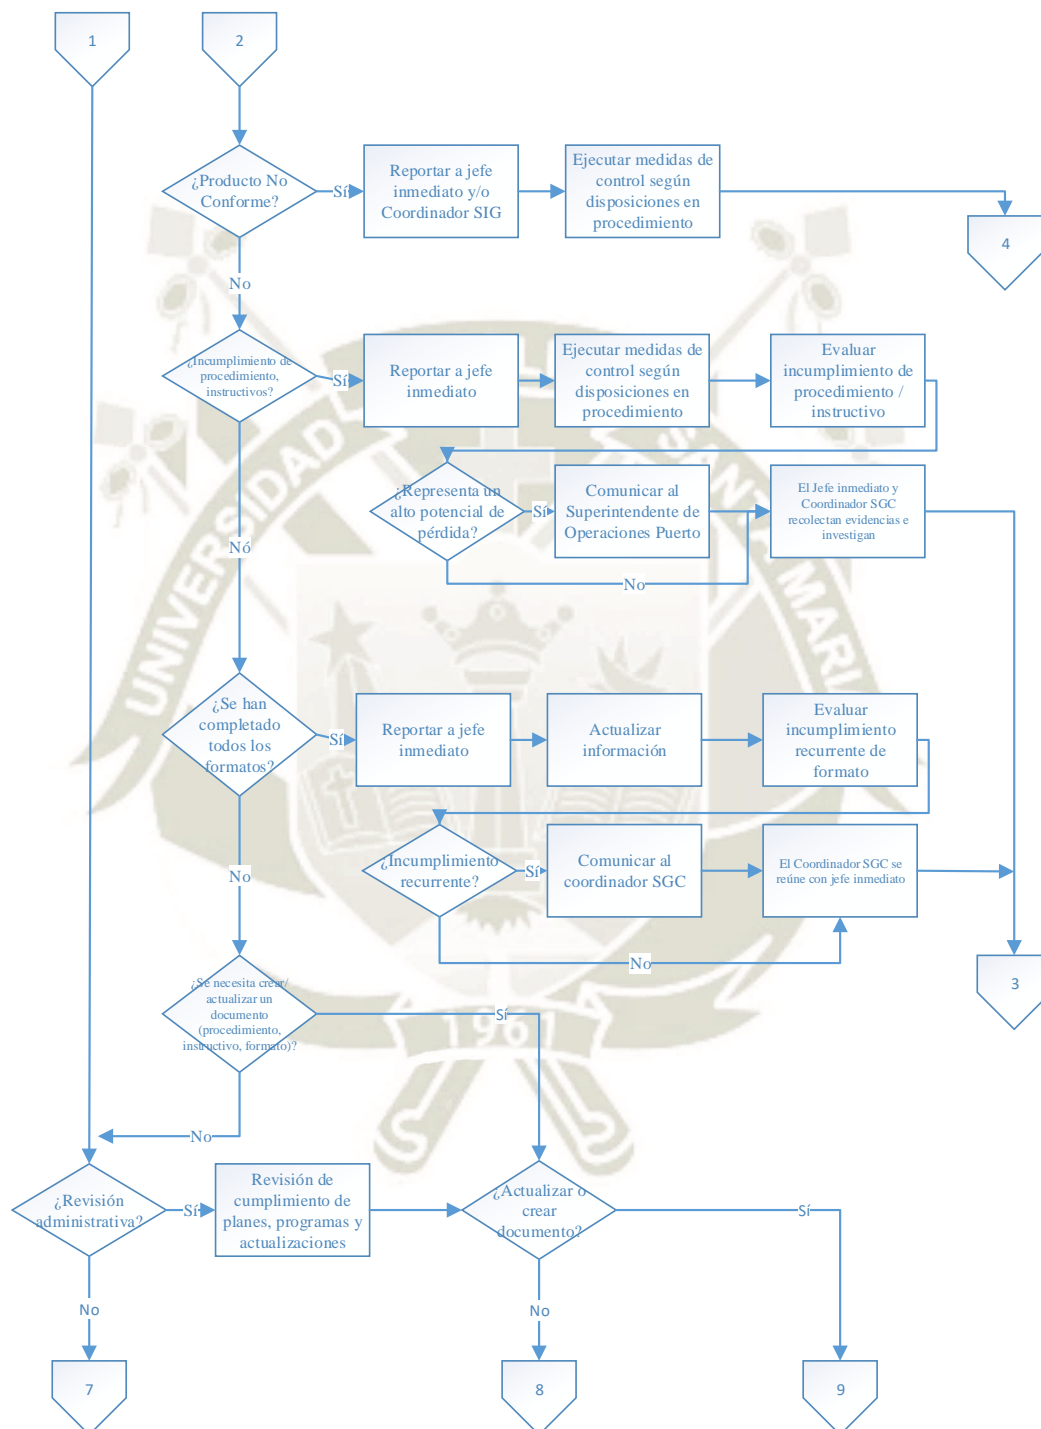 1
2
¿Producto No
Conforme?
Sí
Reportar a jefe
inmediato y/o
Coordinador SIG
Ejecutar medidas de
control según
disposiciones en
procedimiento
4
No
¿Incumplimiento de
procedimiento,
instructivos?
Sí
Reportar a jefe
inmediato
Ejecutar medidas de
control según
disposiciones en
procedimiento
Evaluar
incumplimiento de
procedimiento /
instructivo
¿Representa un
alto potencial de
pérdida?
Sí
Comunicar al
Superintendente de
Operaciones Puerto
El Jefe inmediato y
Coordinador SGC
recolectan evidencias e
investigan
No
Nó
¿Se han
completado
todos los
formatos?
Sí
Reportar a jefe
inmediato
Actualizar
información
Evaluar
incumplimiento
recurrente de
formato
¿Incumplimiento
recurrente?
Sí
Comunicar al
coordinador SGC
El Coordinador SGC se
reúne con jefe inmediato
No
No
3
¿Se necesita crear/
actualizar un
documento
(procedimiento,
instructivo, formato)?
Sí
No
¿Revisión
administrativa?
Sí
Revisión de
cumplimiento de
planes, programas y
actualizaciones
¿Actualizar o
crear
documento?
Sí
No
No
7
8
9
UNIVERSIDAD
SANTA MARIA
1961